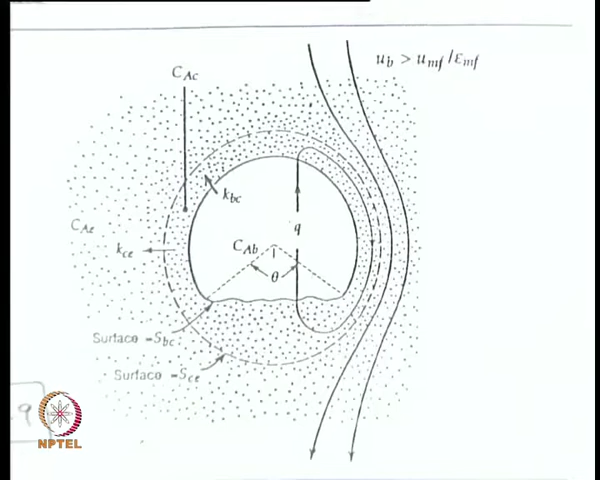 u_b > u_mf / ε_mf
C_Ac
k_bc
C_Ae
q
k_ce
C_Ab
θ
Surface –S_bc
Surface –S_ce
9
NPTEL